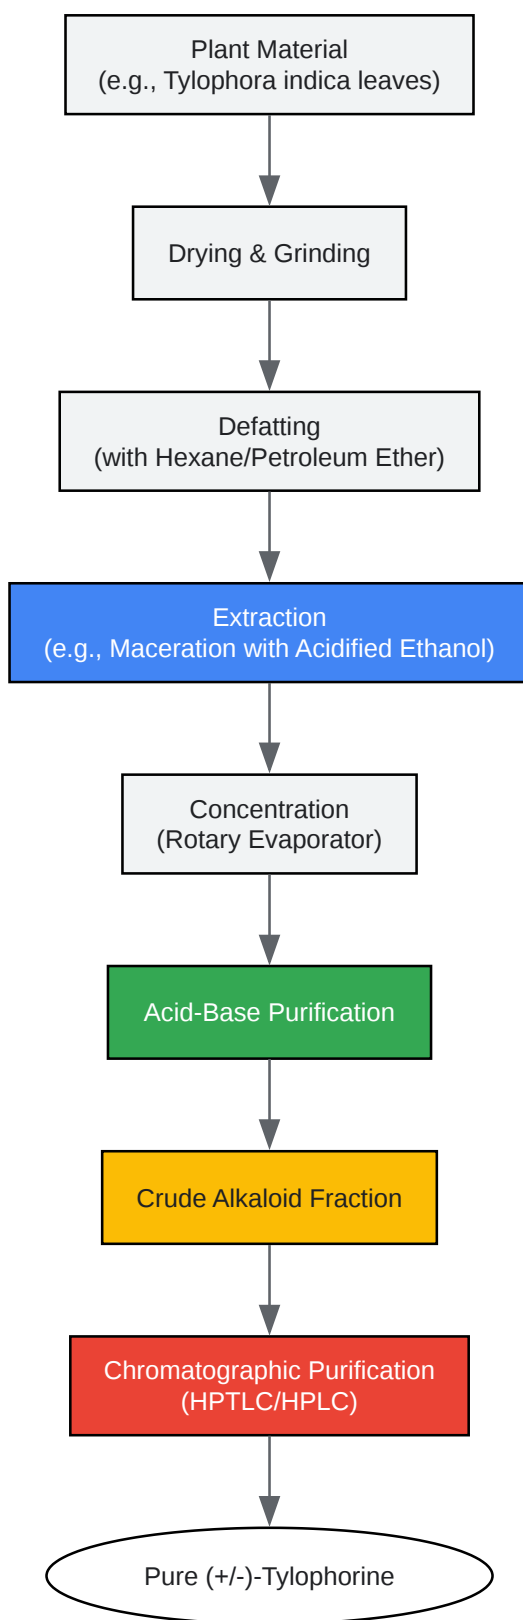 Plant Material
(e.g., Tylophora indica leaves)
Drying & Grinding
Defatting
(with Hexane/Petroleum Ether)
Extraction
(e.g., Maceration with Acidified Ethanol)
Concentration
(Rotary Evaporator)
Acid-Base Purification
Crude Alkaloid Fraction
Chromatographic Purification
(HPTLC/HPLC)
Pure (+/-)-Tylophorine